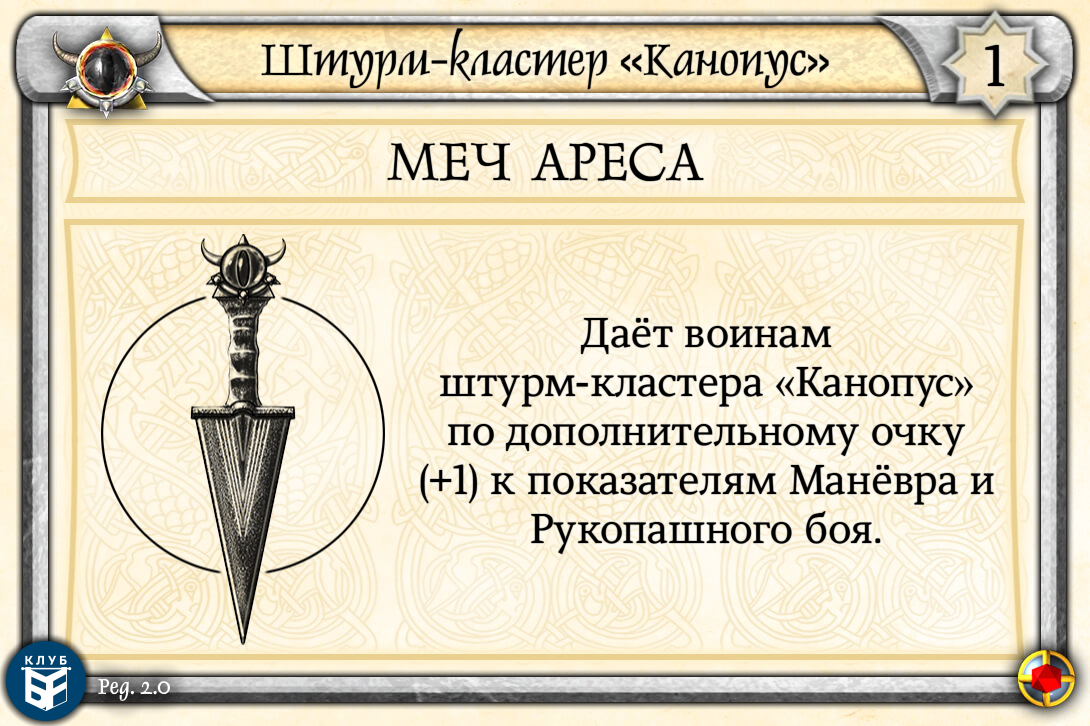 Штурм-кластер «Канопус»
1
МЕЧ АРЕСА
Даёт воинам
штурм-кластера «Канопус»
по дополнительному очку
(+1) к показателям Манёвра и
Рукопашного боя.
КЛУБ
Ред. 2.0